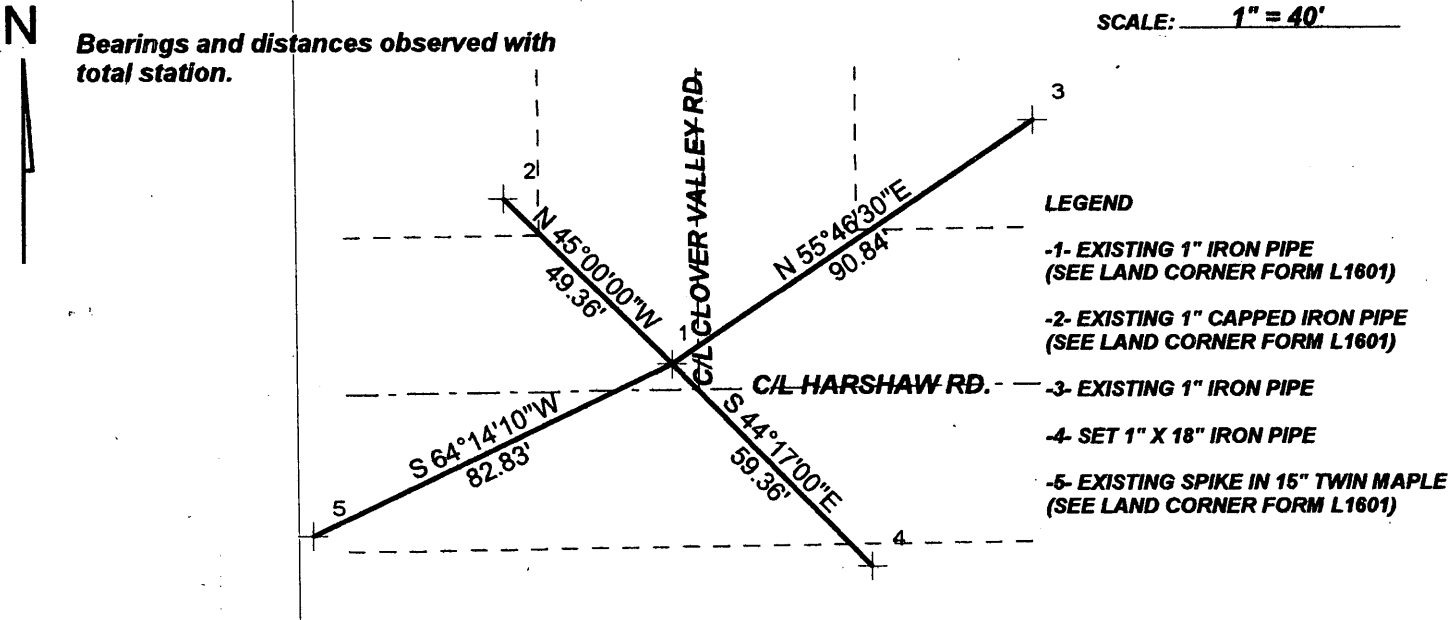 N
Bearings and distances observed with
total station.
SCALE: 1" = 40'
C/L CLOVER VALLEY RD.
3
2
N 45°00'00"W
49.36'
N 55°46'30"E
90.84'
1
C/L HARSHAW RD.
S 64°14'10"W
82.83'
S 44°17'00"E
59.36'
5
4
LEGEND
-1- EXISTING 1" IRON PIPE
(SEE LAND CORNER FORM L1601)
-2- EXISTING 1" CAPPED IRON PIPE
(SEE LAND CORNER FORM L1601)
-3- EXISTING 1" IRON PIPE
-4- SET 1" X 18" IRON PIPE
-5- EXISTING SPIKE IN 15" TWIN MAPLE
(SEE LAND CORNER FORM L1601)